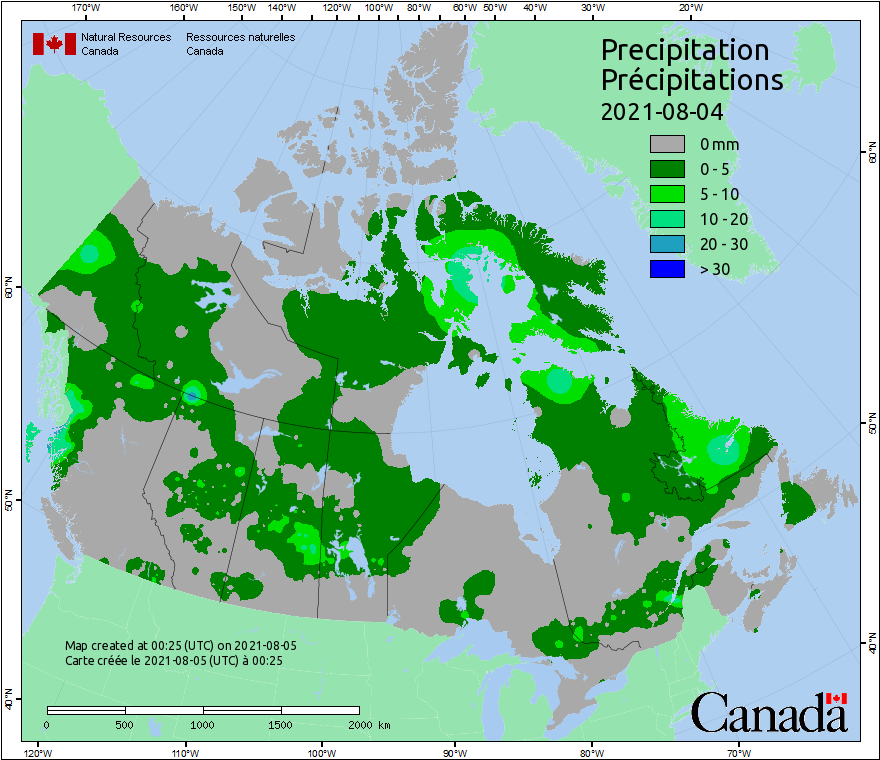 170°W 160°W 150°W 140°W 120°W 100°W 80°W 60°W 50°W 40°W 30°W 20°W
Natural Resources Ressources naturelles
Canada Canada
Precipitation
Précipitations
2021-08-04
0 mm
0 - 5
5 - 10
10 - 20
20 - 30
> 30
60°N
50°N
40°N
60°N
50°N
40°N
Map created at 00:25 (UTC) on 2021-08-05
Carte créée le 2021-08-05 (UTC) à 00:25
0 500 1000 1500 2000 km
Canada
120°W 110°W 100°W 90°W 80°W 70°W